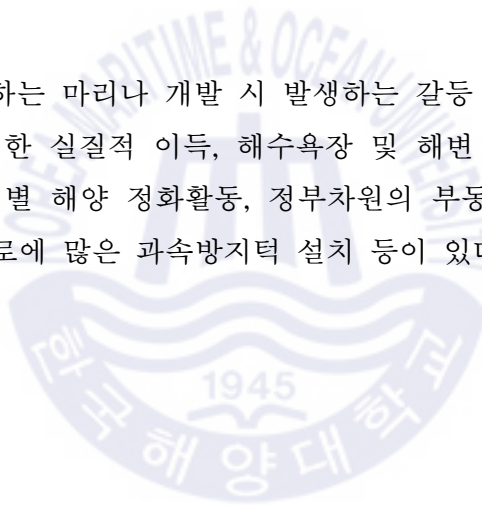 하는 마리나 개발 시 발생하는 갈등
한 실질적 이득, 해수욕장 및 해변
별 해양 정화활동, 정부차원의 부동
로에 많은 과속방지턱 설치 등이 있다
MARITIME & OCEAN UNIVERSITY
1945
한국해양대학교